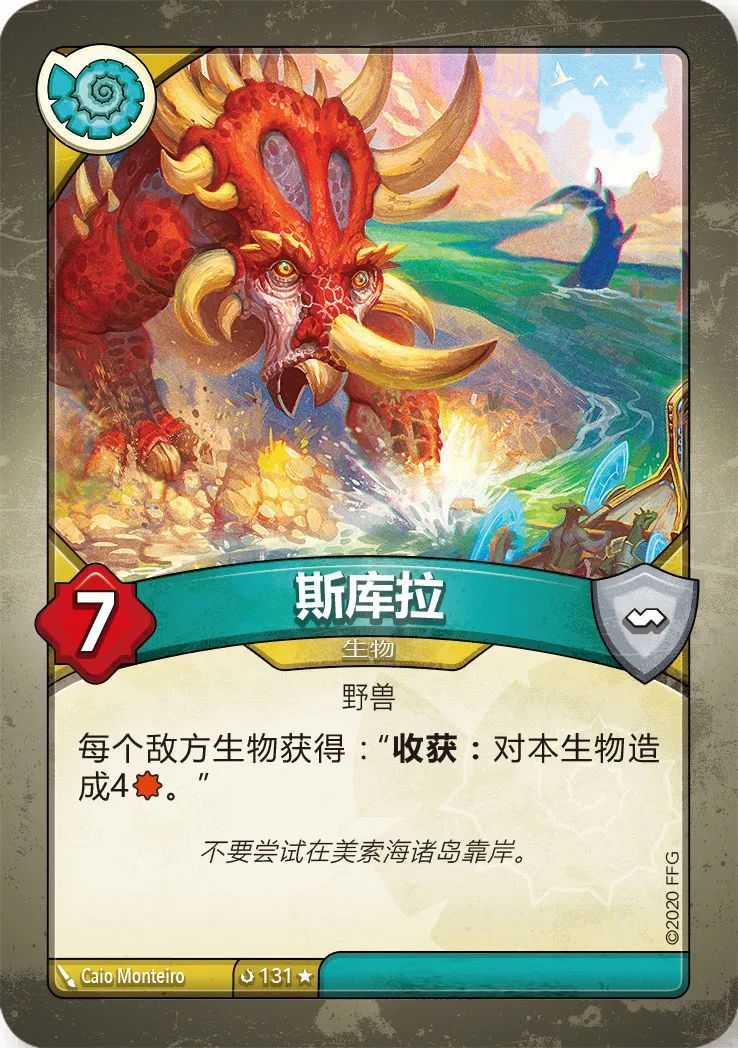 斯库拉
7
生物
野兽
每个敌方生物获得：“收获：对本生物造
成4。”
不要尝试在美索海诸岛靠岸。
©2020 FFG
Caio Monteiro
131